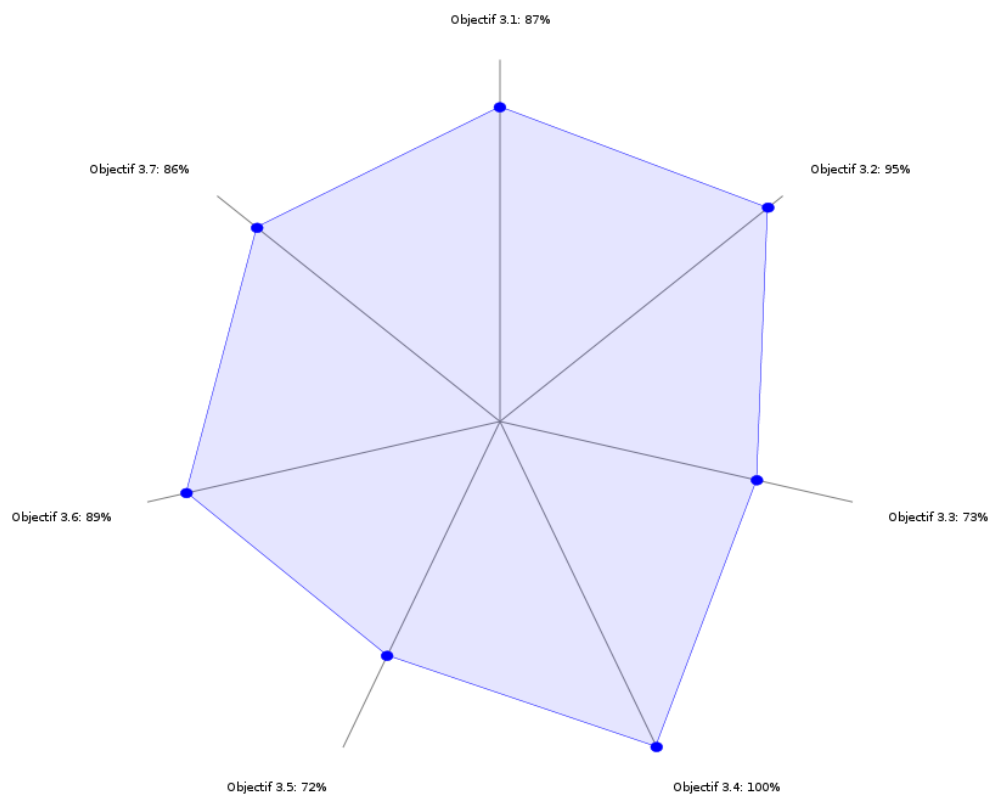 Objectif 3.1: 87%
Objectif 3.2: 95%
Objectif 3.7: 86%
Objectif 3.6: 89%
Objectif 3.3: 73%
Objectif 3.5: 72%
Objectif 3.4: 100%